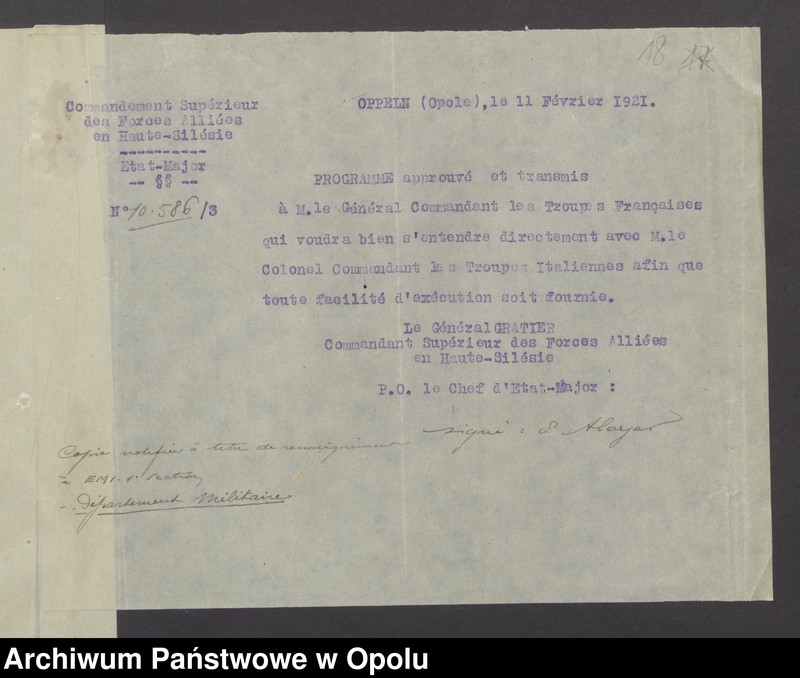 18 17
Commandement Supérieur
des Forces Alliées
en Haute-Silésie
-----------
Etat-Major
-- §§ --
N° 10.586 /3
OPPELN (Opole),le 11 Février 1921.
PROGRAMME approuvé et transmis
à M.le Général Commandant les Troupes Françaises
qui voudra bien s'entendre directement avec M.le
Colonel Commandant les Troupes Italiennes afin que
toute facilité d'exécution soit fournie.
Le Général GRATIER
Commandant Supérieur des Forces Alliées
en Haute-Silésie
P.O. le Chef d'Etat-Major :
signé :
Copie notifiée à titre de renseignement
- EMI. 1° section
- Département Militaire
Archiwum Państwowe w Opolu